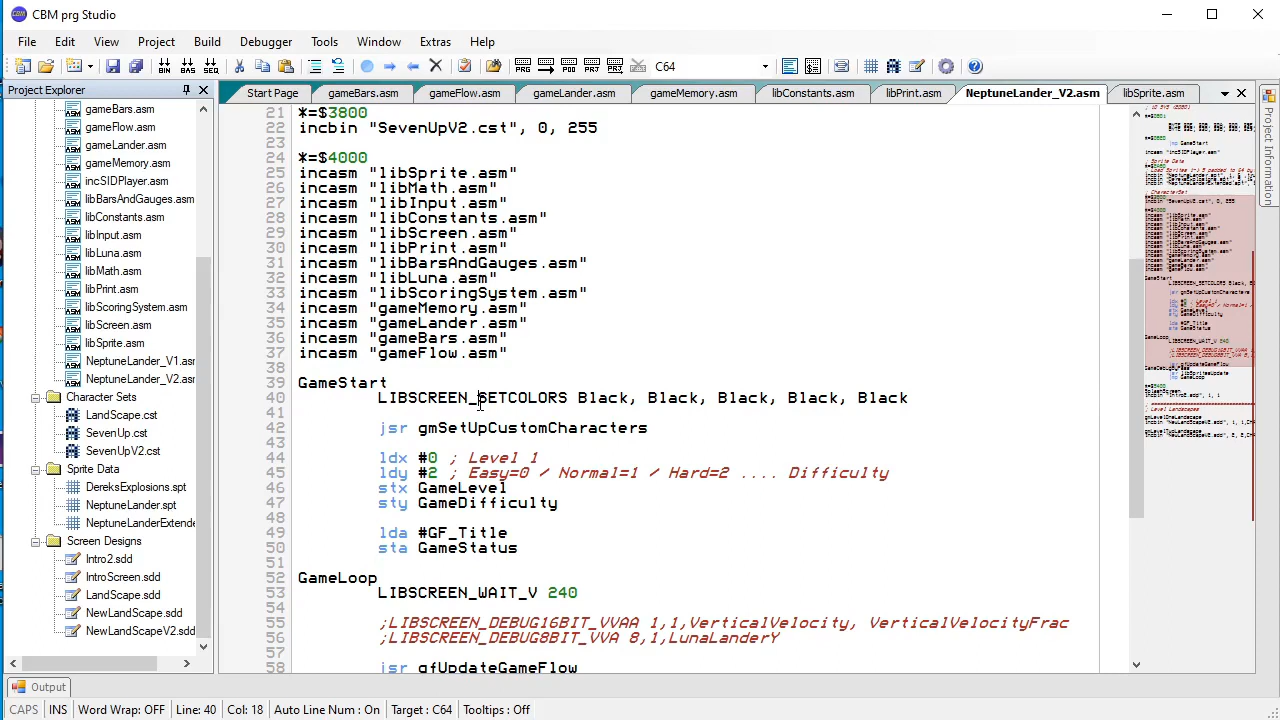 CBM prg Studio
File Edit View Project Build Debugger Tools Window Extras Help
C64
Project Explorer
Start Page gameBars.asm gameFlow.asm gameLander.asm gameMemory.asm libConstants.asm libPrint.asm NeptuneLander_V2.asm libSprite.asm
gameBars.asm
gameFlow.asm
gameLander.asm
gameMemory.asm
incSIDPlayer.asm
libBarsAndGauges.asm
libConstants.asm
libInput.asm
libLuna.asm
libMath.asm
libPrint.asm
libScoringSystem.asm
libScreen.asm
libSprite.asm
NeptuneLander_V1.asm
NeptuneLander_V2.asm
Character Sets
LandScape.cst
SevenUp.cst
SevenUpV2.cst
Sprite Data
DereksExplosions.spt
NeptuneLander.spt
NeptuneLanderExtende
Screen Designs
Intro2.sdd
IntroScreen.sdd
LandScape.sdd
NewLandScape.sdd
NewLandScapeV2.sdd
21 *=$3800
22 incbin "SevenUpV2.cst", 0, 255
23
24 *=$4000
25 incasm "libSprite.asm"
26 incasm "libMath.asm"
27 incasm "libInput.asm"
28 incasm "libConstants.asm"
29 incasm "libScreen.asm"
30 incasm "libPrint.asm"
31 incasm "libBarsAndGauges.asm"
32 incasm "libLuna.asm"
33 incasm "libScoringSystem.asm"
34 incasm "gameMemory.asm"
35 incasm "gameLander.asm"
36 incasm "gameBars.asm"
37 incasm "gameFlow.asm"
38
39 GameStart
40 LIBSCREEN_SETCOLORS Black, Black, Black, Black, Black
41
42 jsr gmSetUpCustomCharacters
43
44 ldx #0 ; Level 1
45 ldy #2 ; Easy=0 / Normal=1 / Hard=2 .... Difficulty
46 stx GameLevel
47 sty GameDifficulty
48
49 lda #GF_Title
50 sta GameStatus
51
52 GameLoop
53 LIBSCREEN_WAIT_V 240
54
55 ;LIBSCREEN_DEBUG16BIT_VVAA 1,1,VerticalVelocity, VerticalVelocityFrac
56 ;LIBSCREEN_DEBUG8BIT_VVA 8,1,LunaLanderY
57
58 jsr gfUpdateGameFlow
Project Information
Output
CAPS INS Word Wrap: OFF Line: 40 Col: 18 Auto Line Num : On Target : C64 Tooltips : Off